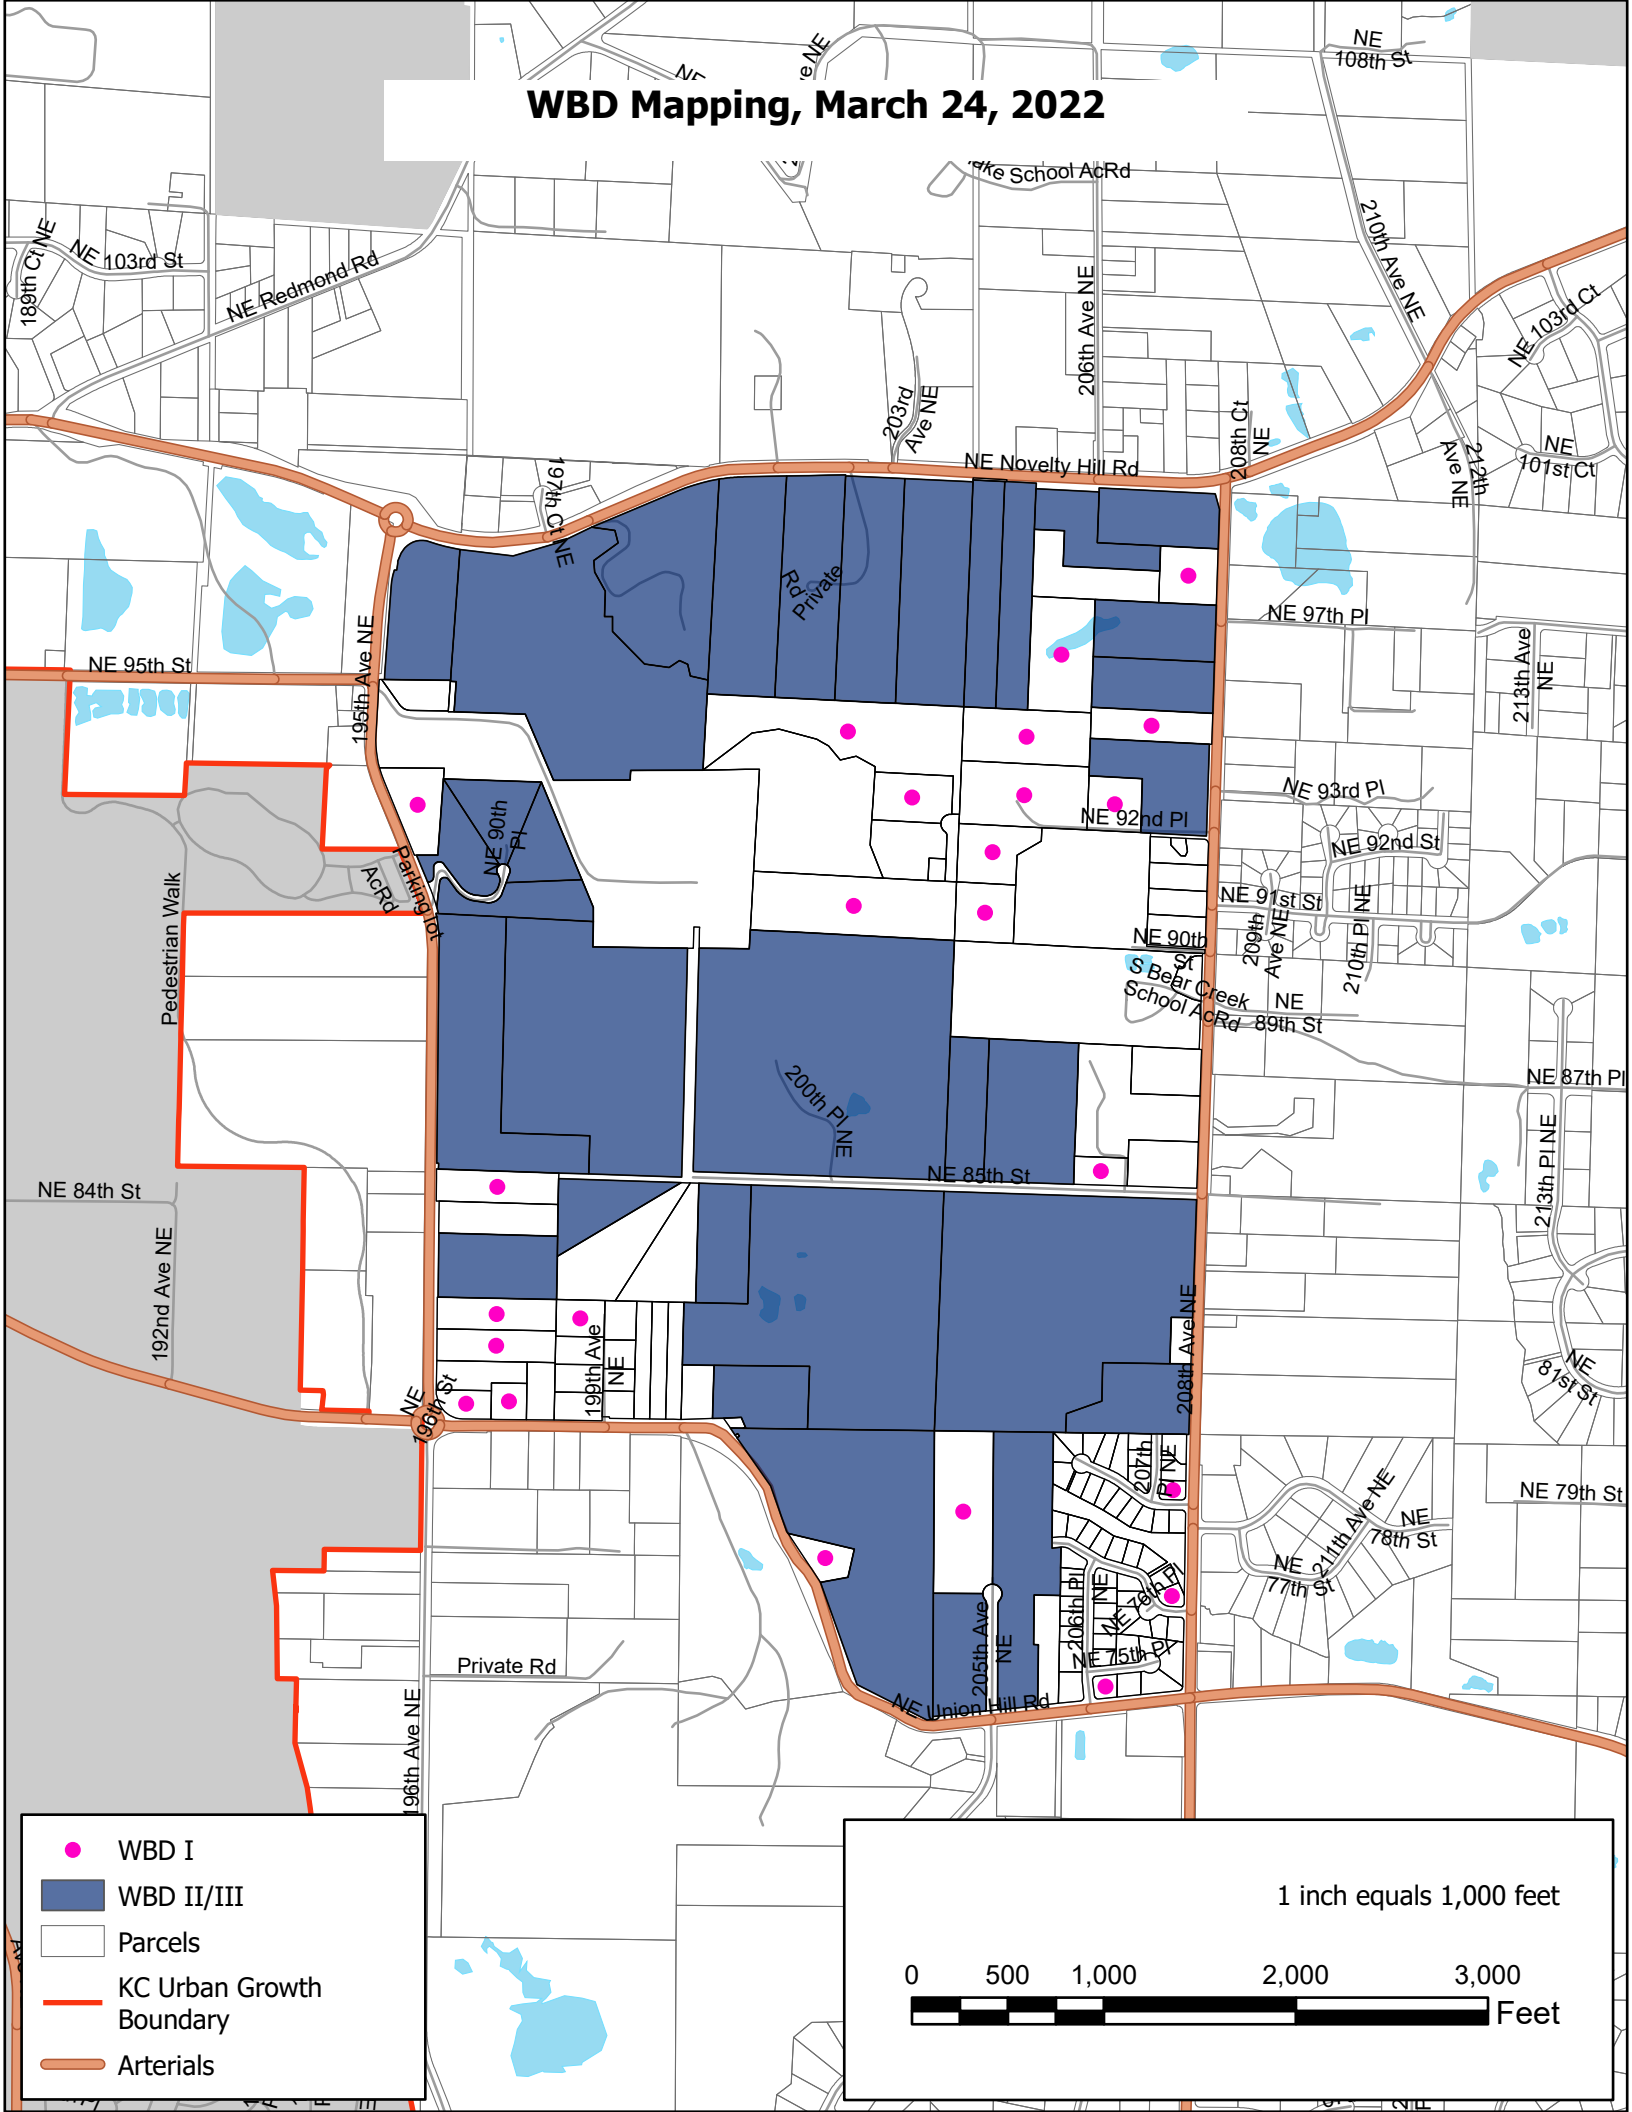 WBD Mapping, March 24, 2022
NE
108th St
NE
ve NE
ake School AcRd
210th Ave NE
189th Ct NE
NE 103rd St
NE Redmond Rd
206th Ave NE
NE 103rd Ct
203rd
Ave NE
208th Ct
NE
NE Novelty Hill Rd
NE
101st Ct
212th
Ave NE
197th Ct NE
Private
Rd
NE 95th St
195th Ave NE
NE 97th Pl
213th Ave
NE
NE 93rd Pl
NE 90th
Pl
NE 92nd Pl
NE 92nd St
Parking lot
AcRd
Pedestrian Walk
NE 91st St
209th
Ave NE
210th Pl NE
NE 90th
St
S Bear Creek
School AcRd
NE
89th St
200th Pl
NE
NE 87th Pl
213th Pl NE
NE 85th St
NE 84th St
192nd Ave NE
208th Ave NE
199th Ave
NE
NE
81st St
NE
196th St
207th
Pl NE
211th Ave NE
NE 79th St
NE
78th St
NE
77th St
206th Pl
NE
NE 76th Pl
NE 75th Pl
205th Ave
NE
Private Rd
NE Union Hill Rd
196th Ave NE
WBD I
WBD II/III
Parcels
KC Urban Growth
Boundary
Arterials
1 inch equals 1,000 feet
0 500 1,000 2,000 3,000
Feet